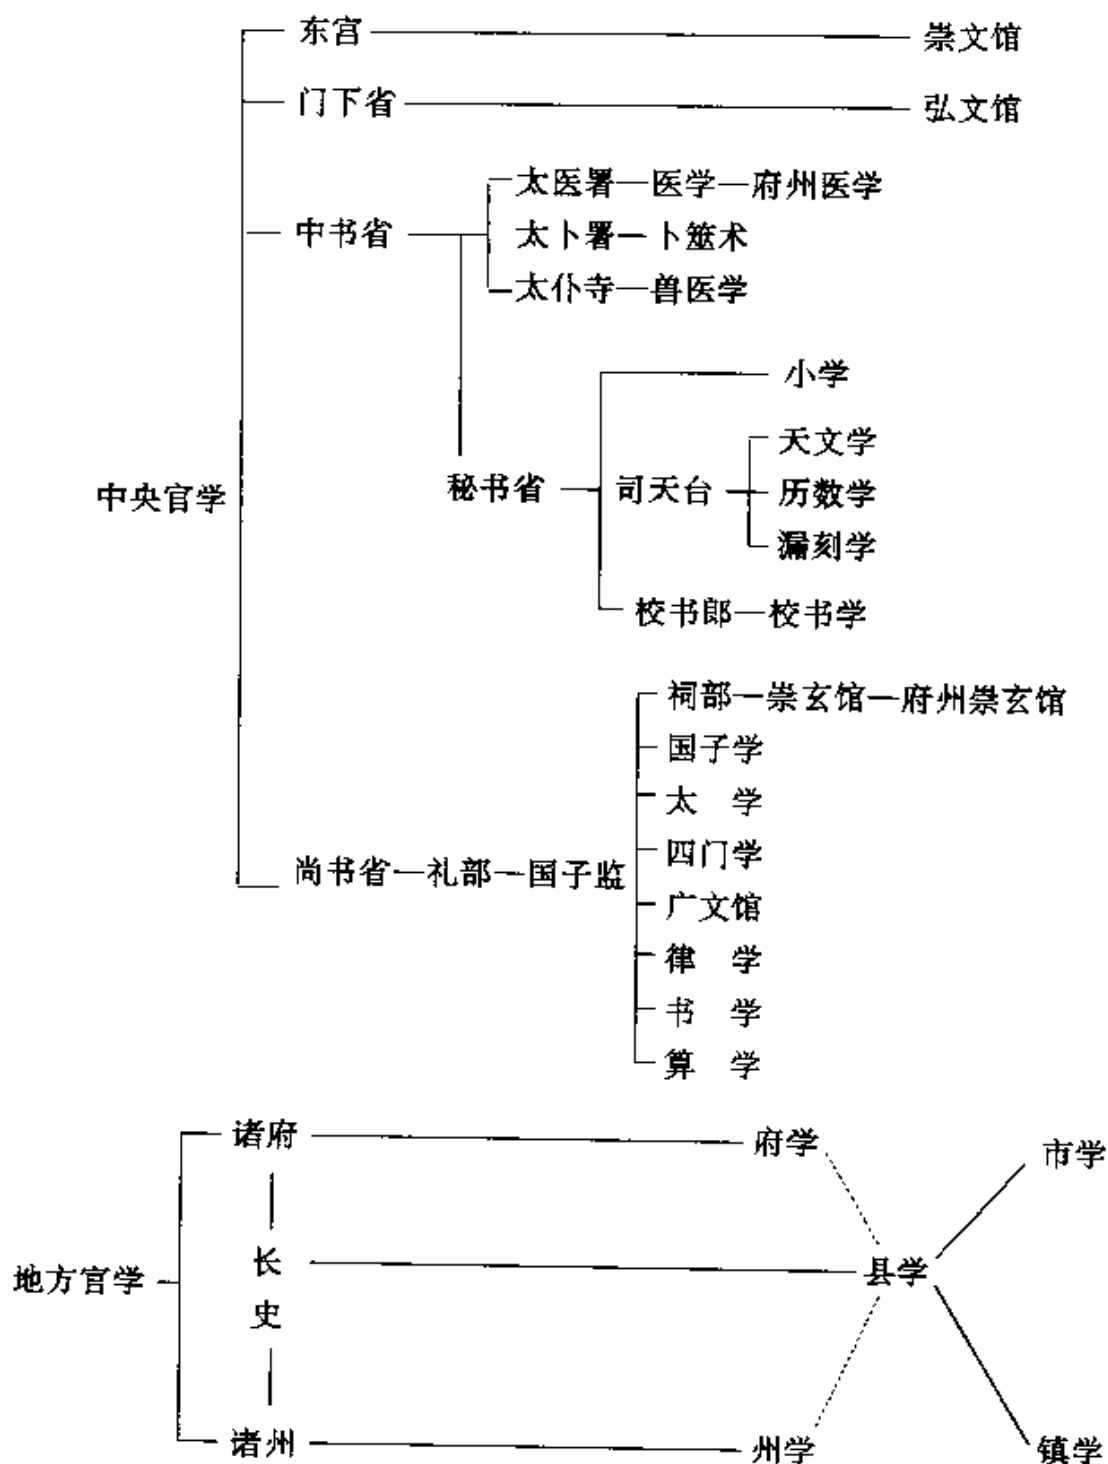 东宫 崇文馆
门下省 弘文馆
太医署—医学—府州医学
中书省 太卜署—卜筮术
太仆寺—兽医学
小学
天文学
中央官学 秘书省 司天台 历数学
漏刻学
校书郎—校书学
祠部—崇玄馆—府州崇玄馆
国子学
太 学
四门学
尚书省—礼部—国子监
广文馆
律 学
书 学
算 学
诸府 府学 市学
地方官学 长史 县学
诸州 州学 镇学